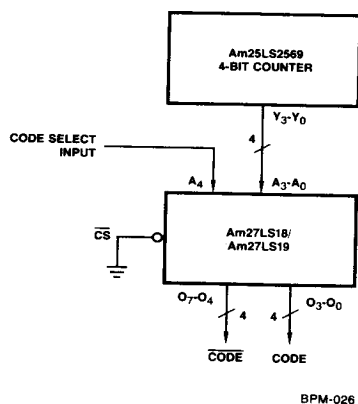 Am25LS2569
4-BIT COUNTER
Y3-Y0
4
CODE SELECT
INPUT
A4
A3-A0
CS
Am27LS18/
Am27LS19
O7-O4
O3-O0
4
4
CODE
CODE
BPM-026